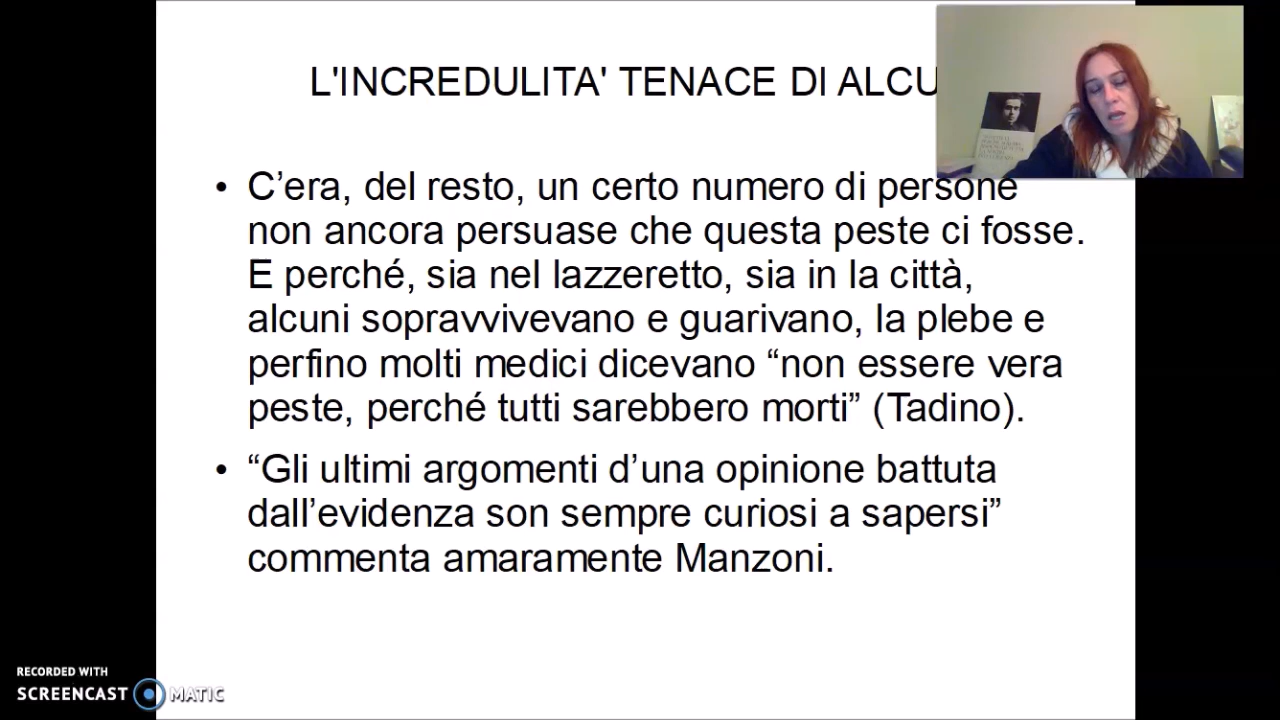 L'INCREDULITA' TENACE DI
• C’era, del resto, un certo numero di persone
non ancora persuase che questa peste ci fosse.
E perché, sia nel lazzeretto, sia in la città,
alcuni sopravvivevano e guarivano, la plebe e
perfino molti medici dicevano “non essere vera
peste, perché tutti sarebbero morti” (Tadino).
• “Gli ultimi argomenti d’una opinione battuta
dall’evidenza son sempre curiosi a sapersi”
commenta amaramente Manzoni.
RECORDED WITH
SCREENCAST MATIC